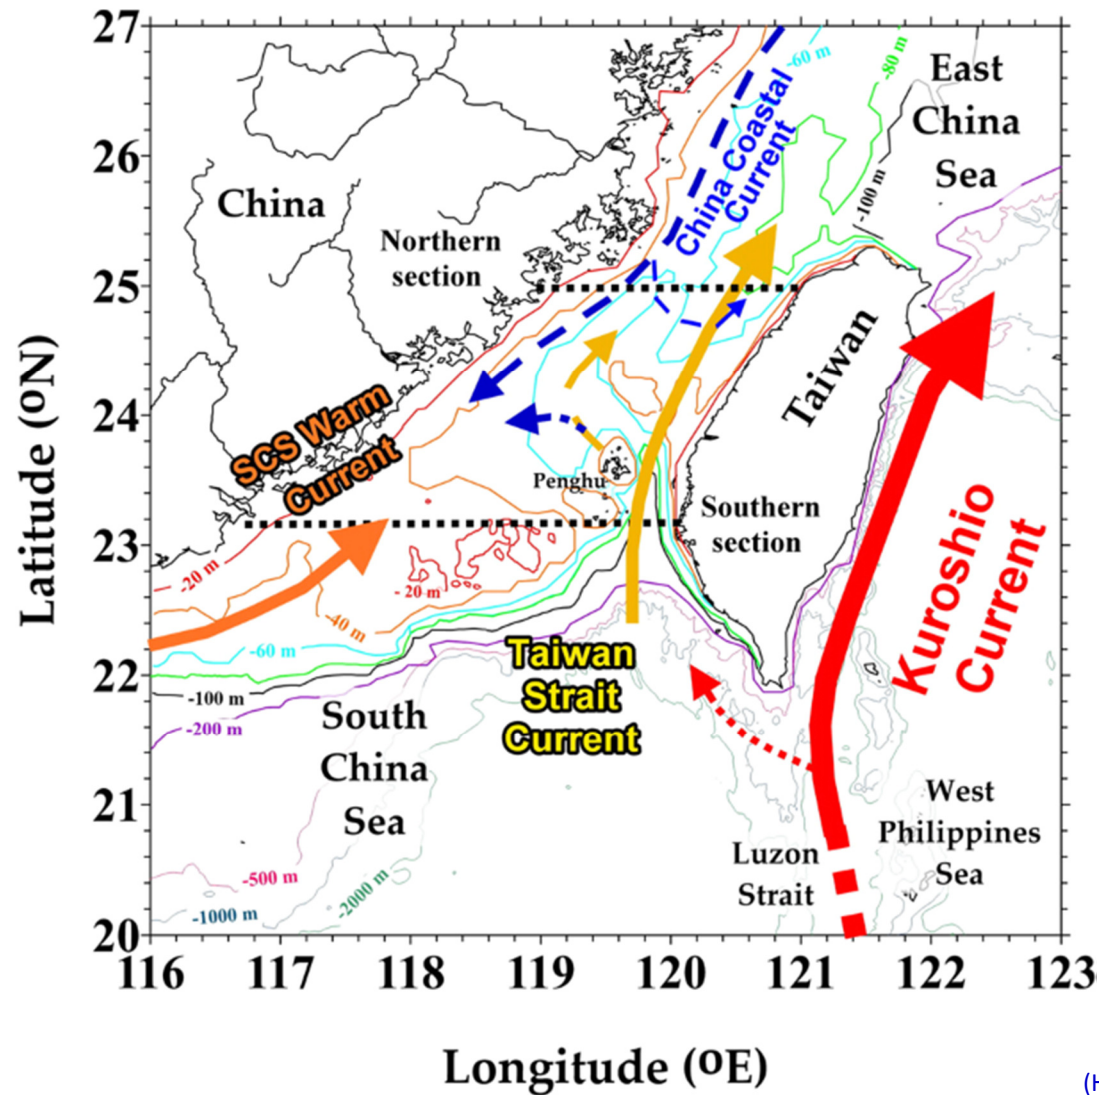 27
26
25
24
23
22
21
20
Latitude (oN)
116
117
118
119
120
121
122
123
Longitude (oE)
-60 m
-80 m
East
China
Sea
China Coastal
Current
-100 m
China
Northern
section
Taiwan
SCS Warm
Current
Penghu
Southern
section
Kuroshio
Current
-20 m
- 20 m
-40 m
-60 m
-100 m
-200 m
Taiwan
Strait
Current
South
China
Sea
West
Philippines
Sea
Luzon
Strait
-500 m
-1000 m
-2000 m
(H